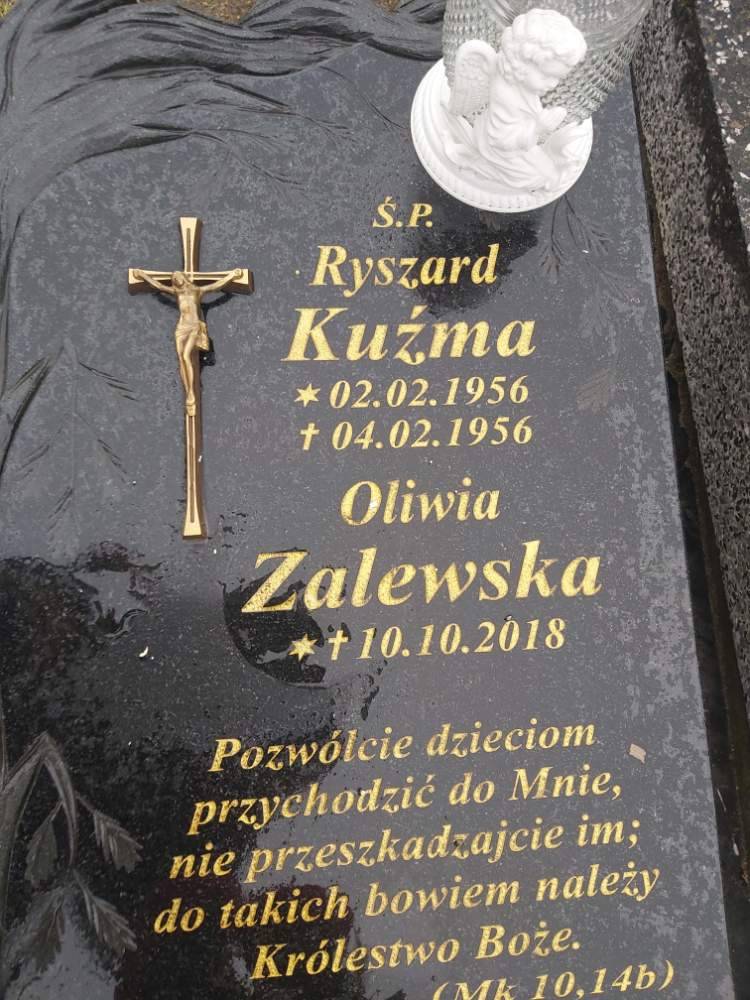 Ś.P.
Ryszard
Kuźma
✶ 02.02.1956
† 04.02.1956
Oliwia
Zalewska
✶ † 10.10.2018
Pozwólcie dzieciom
przychodzić do Mnie,
nie przeszkadzajcie im;
do takich bowiem należy
Królestwo Boże.
(Mk 10,14b)